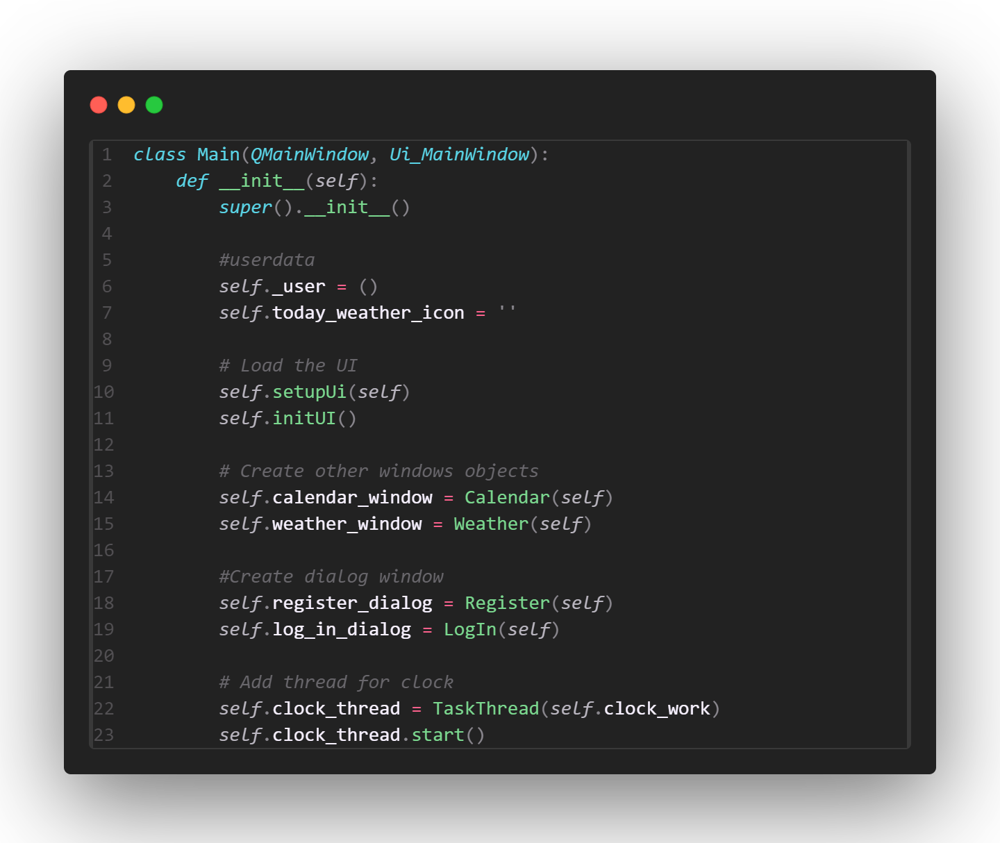 1 class Main(QMainWindow, Ui_MainWindow):
2     def __init__(self):
3         super().__init__()
4
5         #userdata
6         self._user = ()
7         self.today_weather_icon = ''
8
9         # Load the UI
10         self.setupUi(self)
11         self.initUI()
12
13         # Create other windows objects
14         self.calendar_window = Calendar(self)
15         self.weather_window = Weather(self)
16
17         #Create dialog window
18         self.register_dialog = Register(self)
19         self.log_in_dialog = LogIn(self)
20
21         # Add thread for clock
22         self.clock_thread = TaskThread(self.clock_work)
23         self.clock_thread.start()